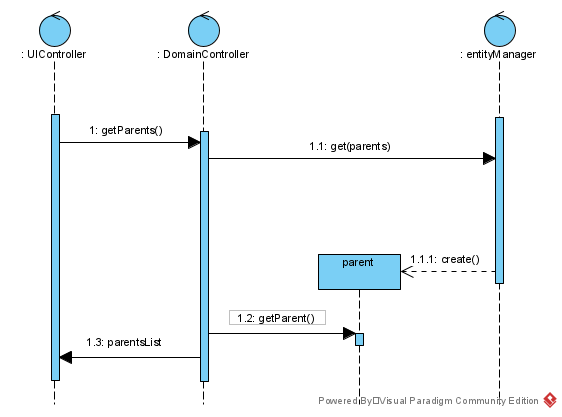 : UIController
: DomainController
: entityManager
1: getParents()
1.1: get(parents)
parent
1.1.1: create()
1.2: getParent()
1.3: parentsList
Powered By Visual Paradigm Community Edition